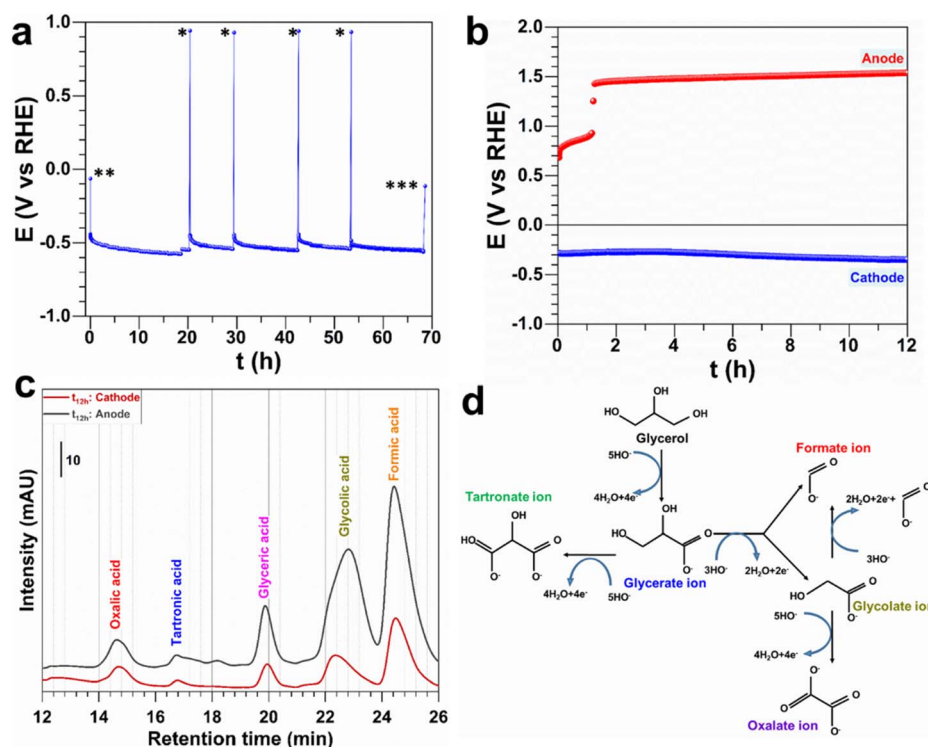 a
E (V vs RHE)
1.0
0.5
0.0
-0.5
-1.0
**
*
*
*
*
***
0 10 20 30 40 50 60 70
t (h)
b
E (V vs RHE)
2.0
1.5
1.0
0.5
0.0
-0.5
-1.0
Anode
Cathode
0 2 4 6 8 10 12
t (h)
c
t12h: Cathode
t12h: Anode
10
Intensity (mAU)
Oxalic acid
Tartronic acid
Glyceric acid
Glycolic acid
Formic acid
12 14 16 18 20 22 24 26
Retention time (min)
d
OH
HO OH
Glycerol
5HO-
4H2O+4e-
Formate ion
O
O-
2H2O+2e-+
O
O-
Tartronate ion
OH
HO O
O- O-
OH
HO O
O-
Glycerate ion
4H2O+4e-
5HO-
3HO-
2H2O+2e-
3HO-
HO O
O-
Glycolate ion
5HO-
4H2O+4e-
O-
O O
O-
Oxalate ion